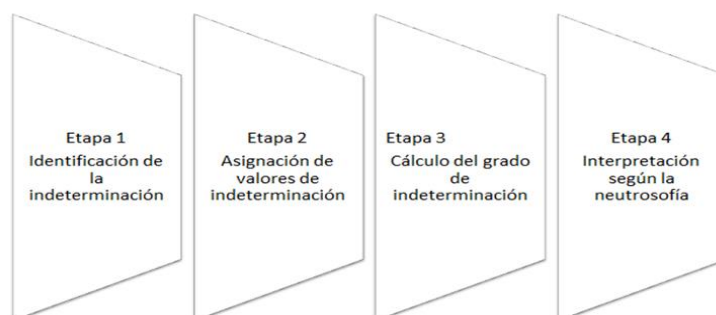 Etapa 1
Identificación de
la
indeterminación
Etapa 2
Asignación de
valores de
indeterminación
Etapa 3
Cálculo del grado
de
indeterminación
Etapa 4
Interpretación
según la
neutrosofía